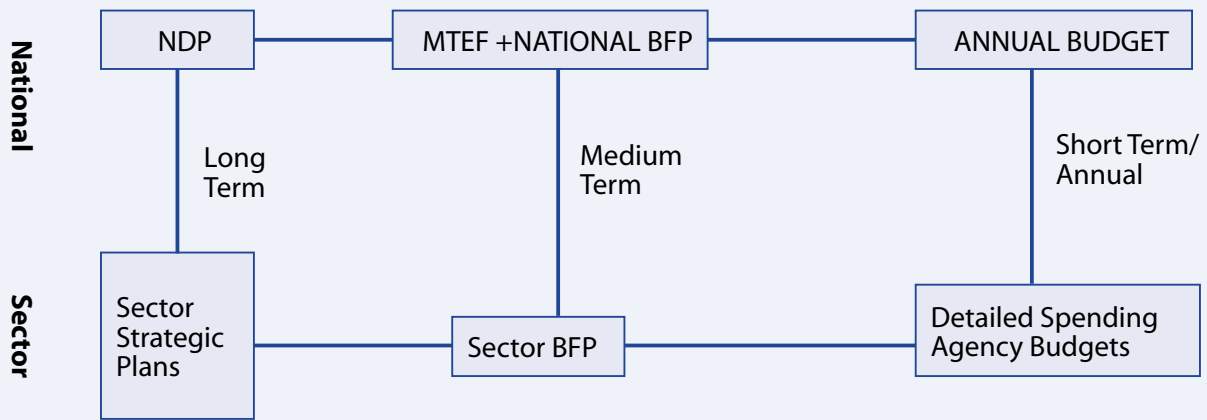 National
NDP
MTEF +NATIONAL BFP
ANNUAL BUDGET
Long
Term
Medium
Term
Short Term/
Annual
Sector
Sector
Strategic
Plans
Sector BFP
Detailed Spending
Agency Budgets